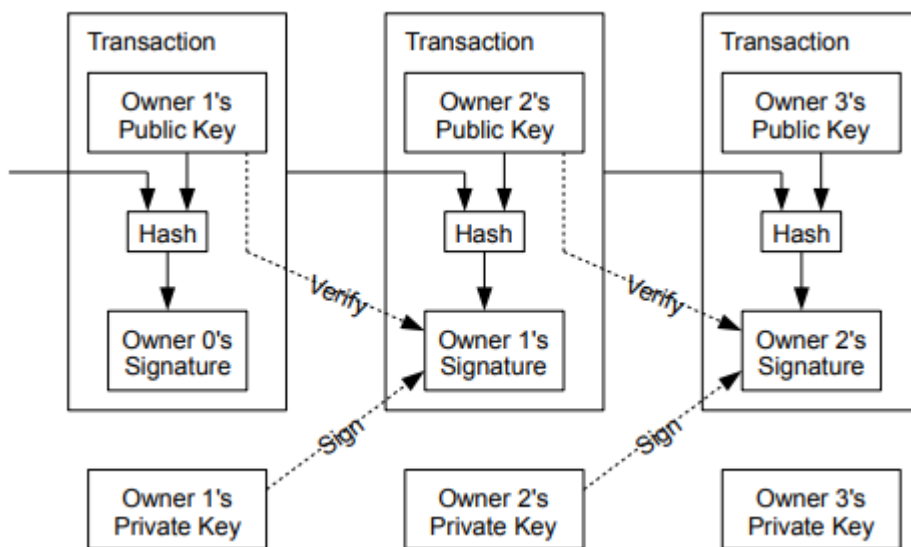 Transaction
Owner 1's
Public Key
Hash
Owner 0's
Signature
Transaction
Owner 2's
Public Key
Hash
Verify
Owner 1's
Signature
Transaction
Owner 3's
Public Key
Hash
Verify
Owner 2's
Signature
Sign
Sign
Owner 1's
Private Key
Owner 2's
Private Key
Owner 3's
Private Key